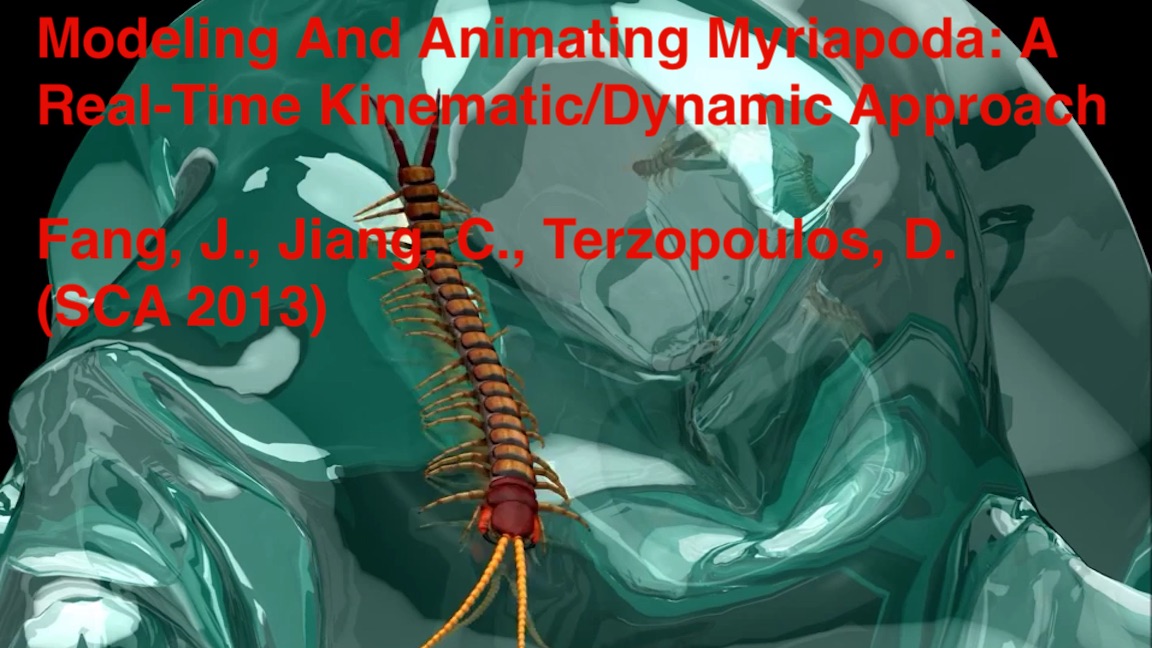 Modeling And Animating Myriapoda: A
Real-Time Kinematic/Dynamic Approach
Fang, J., Jiang, C., Terzopoulos, D.
(SCA 2013)